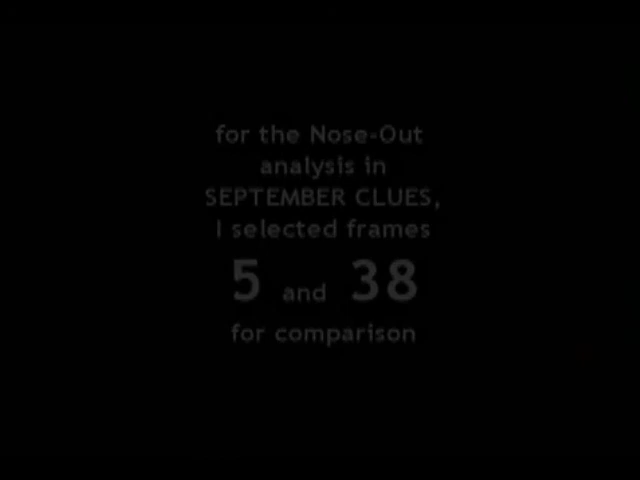 for the Nose-Out
analysis in
SEPTEMBER CLUES,
I selected frames
5 and 38
for comparison